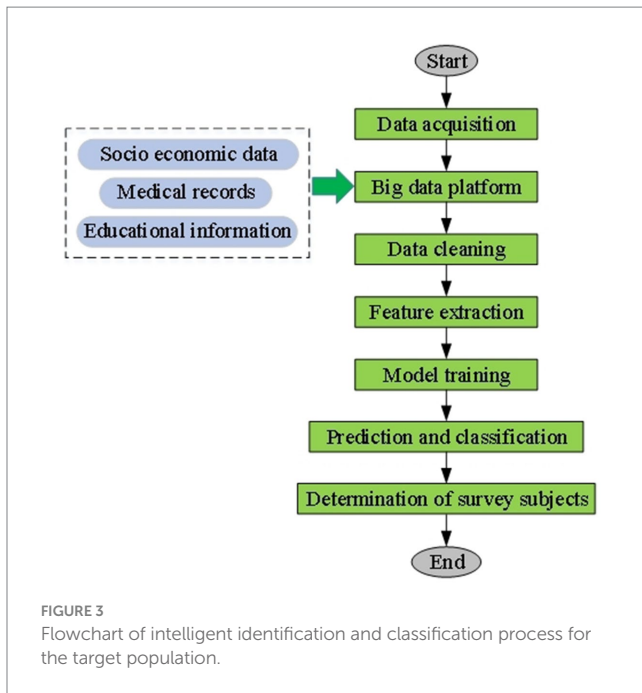 Start
Data acquisition
Socio economic data
Medical records
Educational information
Big data platform
Data cleaning
Feature extraction
Model training
Prediction and classification
Determination of survey subjects
End
FIGURE 3
Flowchart of intelligent identification and classification process for
the target population.